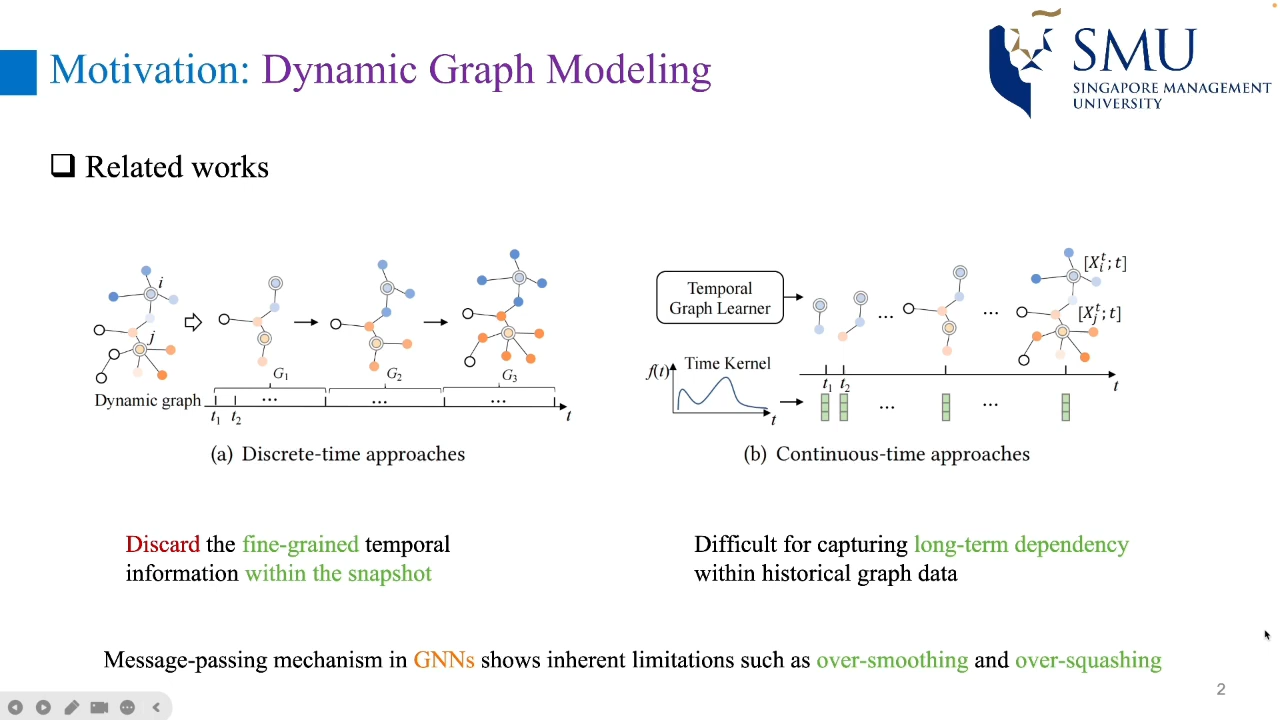 Motivation: Dynamic Graph Modeling
SMU
SINGAPORE MANAGEMENT
UNIVERSITY
❑ Related works
i
j
Dynamic graph
G1
G2
G3
...
...
...
t1 t2
t
(a) Discrete-time approaches
Temporal
Graph Learner
...
...
[X_i^t; t]
[X_j^t; t]
f(t)
Time Kernel
t
t1 t2
t
...
...
(b) Continuous-time approaches
Discard the fine-grained temporal
information within the snapshot
Difficult for capturing long-term dependency
within historical graph data
Message-passing mechanism in GNNs shows inherent limitations such as over-smoothing and over-squashing
2